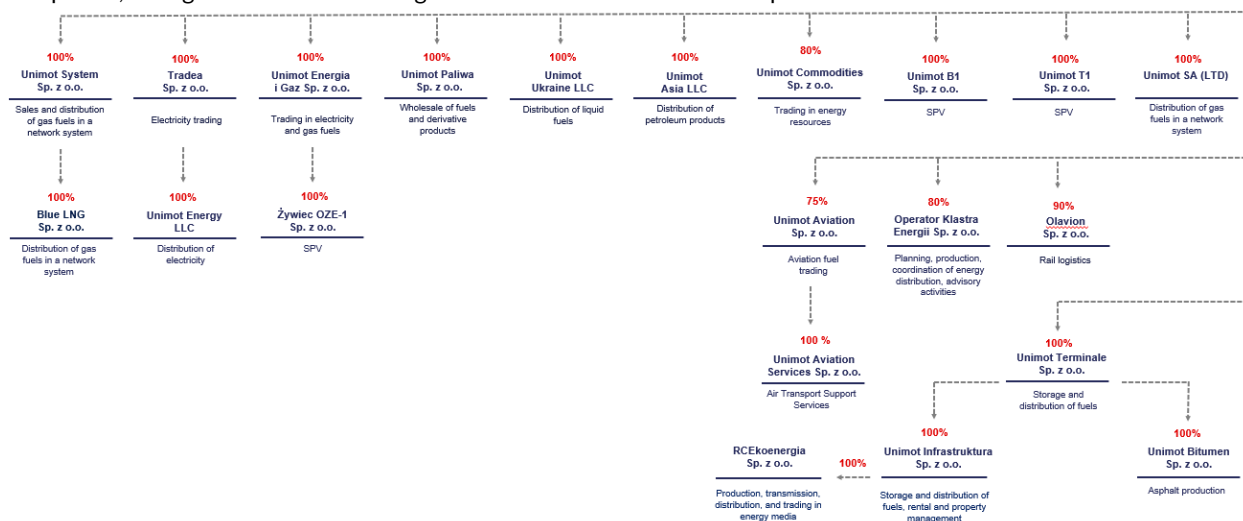 100%
Unimot System
Sp. z o.o.
Sales and distribution
of gas fuels in a
network system
100%
Tradea
Sp. z o.o.
Electricity trading
100%
Unimot Energia
i Gaz Sp. z o.o.
Trading in electricity
and gas fuels
100%
Unimot Paliwa
Sp. z o.o.
Wholesale of fuels
and derivative
products
100%
Unimot
Ukraine LLC
Distribution of liquid
fuels
100%
Unimot
Asia LLC
Distribution of
petroleum products
80%
Unimot Commodities
Sp. z o.o.
Trading in energy
resources
100%
Unimot B1
Sp. z o.o.
SPV
100%
Unimot T1
Sp. z o.o.
SPV
100%
Unimot SA (LTD)
Distribution of gas
fuels in a network
system
100%
Blue LNG
Sp. z o.o.
Distribution of gas
fuels in a network
system
100%
Unimot Energy
LLC
Distribution of
electricity
100%
Żywiec OZE-1
Sp. z o.o.
SPV
75%
Unimot Aviation
Sp. z o.o.
Aviation fuel
trading
80%
Operator Klastra
Energii Sp. z o.o.
Planning, production,
coordination of energy
distribution, advisory
activities
90%
Olavion
Sp. z o.o.
Rail logistics
100 %
Unimot Aviation
Services Sp. z o.o.
Air Transport Support
Services
100%
Unimot Terminale
Sp. z o.o.
Storage and
distribution of fuels
RCEkoenergia
Sp. z o.o.
Production, transmission,
distribution, and trading in
energy media
100%
100%
Unimot Infrastruktura
Sp. z o.o.
Storage and distribution of
fuels, rental and property
management
100%
Unimot Bitumen
Sp. z o.o.
Asphalt production